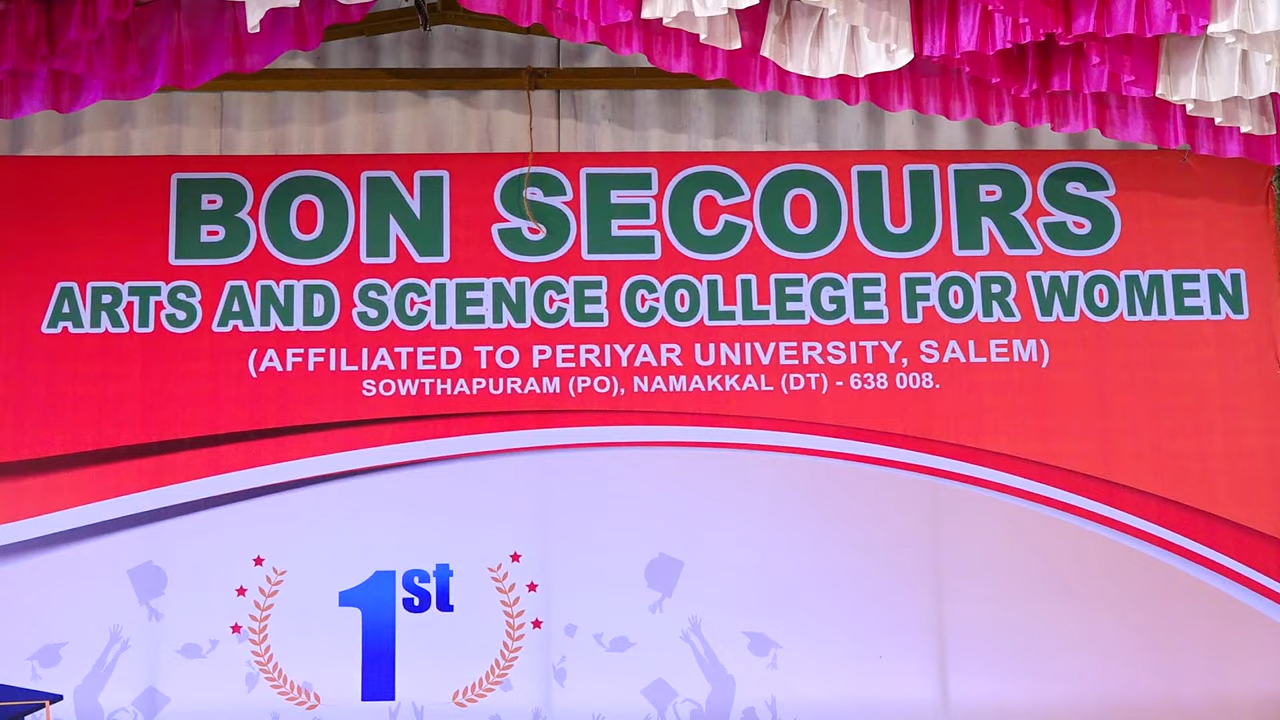 BON SECOURS
ARTS AND SCIENCE COLLEGE FOR WOMEN
(AFFILIATED TO PERIYAR UNIVERSITY, SALEM)
SOWTHAPURAM (PO), NAMAKKAL (DT) - 638 008.
1st